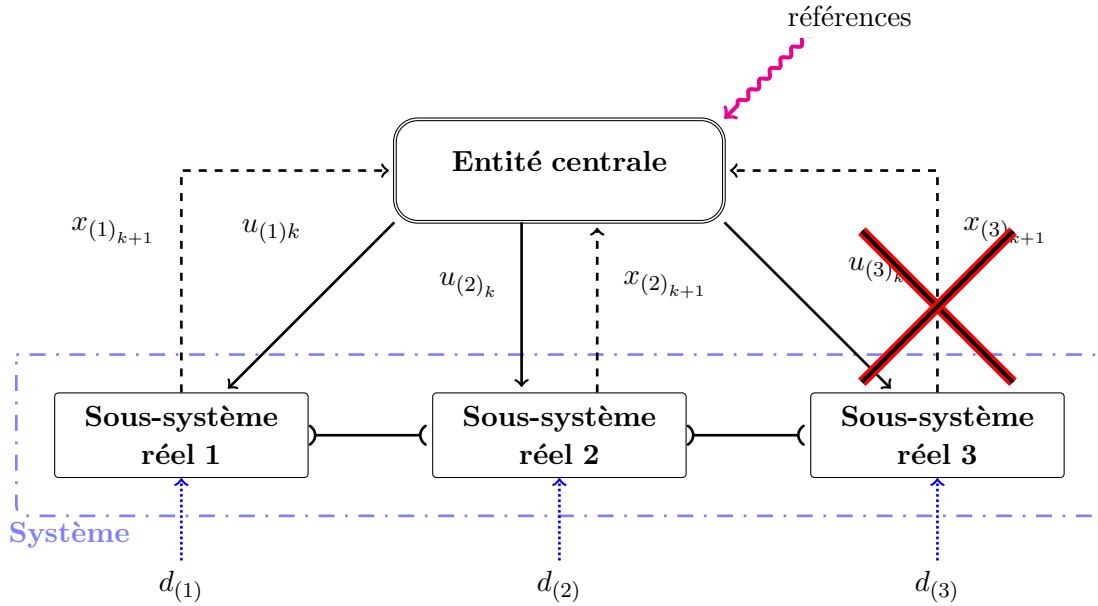 références
Entité centrale
x(1)k+1
u(1)k
u(2)k
x(2)k+1
u(3)k
x(3)k+1
Sous-système
réel 1
Sous-système
réel 2
Sous-système
réel 3
Système
d(1)
d(2)
d(3)